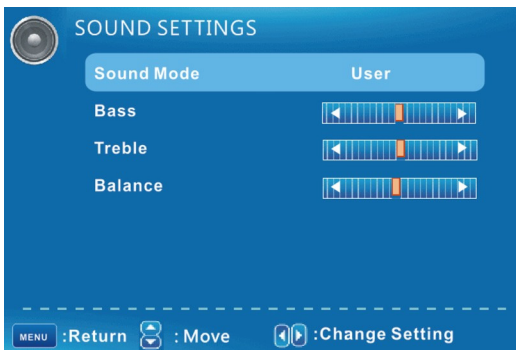 SOUND SETTINGS
Sound Mode User
Bass
Treble
Balance
MENU :Return : Move :Change Setting